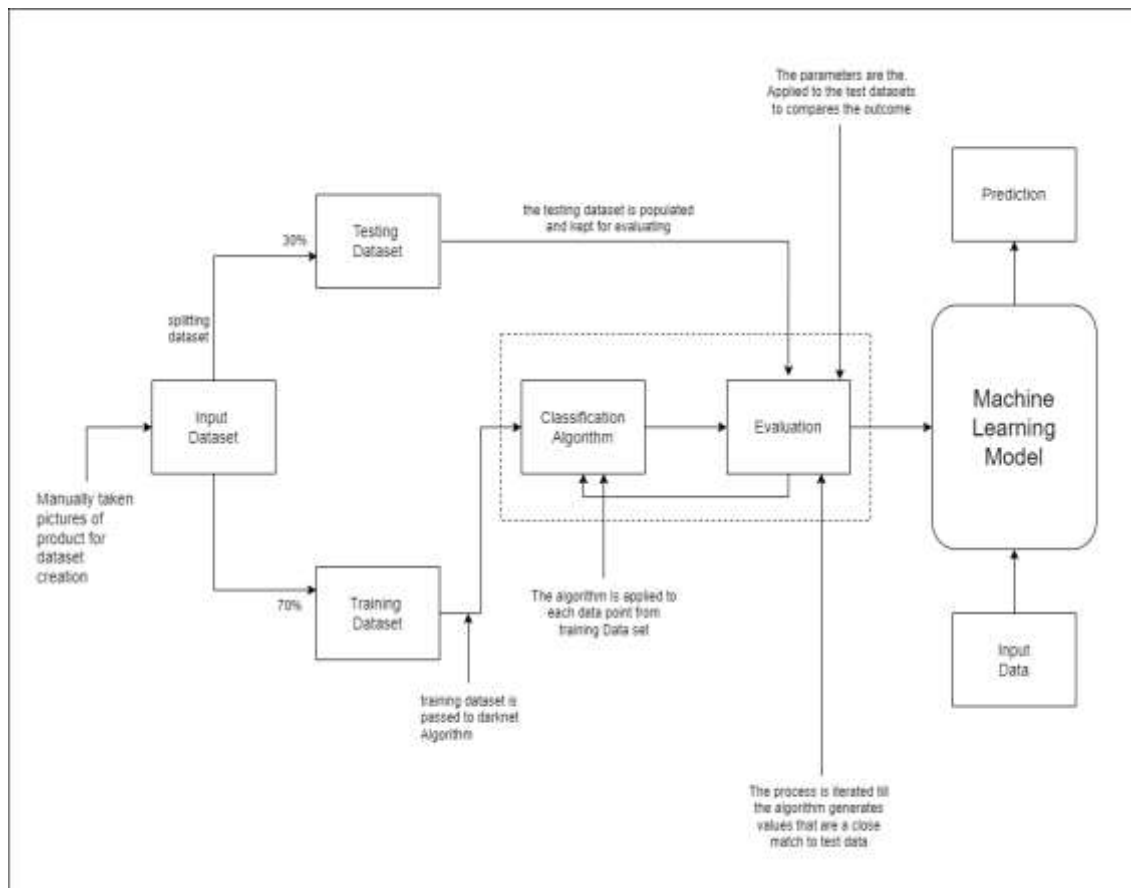 The parameters are the.
Applied to the test datasets
to compares the outcome
Prediction
Testing
Dataset
the testing dataset is populated
and kept for evaluating
30%
splitting
dataset
Input
Dataset
Classification
Algorithm
Evaluation
Machine
Learning
Model
Manually taken
pictures of
product for
dataset
creation
70%
Training
Dataset
The algorithm is applied to
each data point from
training Data set
Input
Data
training dataset is
passed to darknet
Algorithm
The process is iterated till
the algorithm generates
values that are a close
match to test data